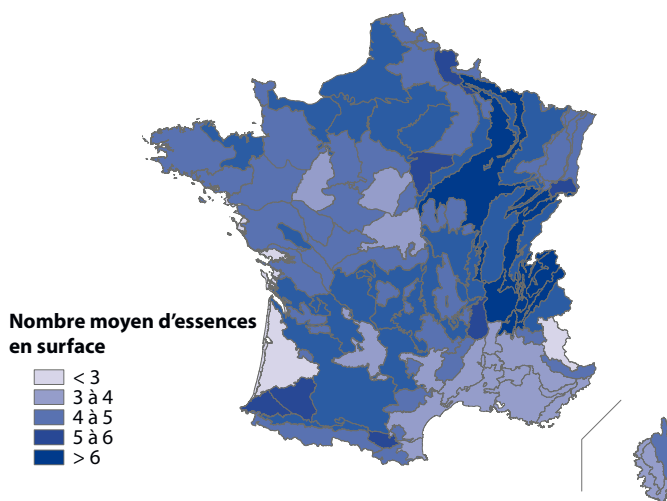 Nombre moyen d'essences
en surface
< 3
3 à 4
4 à 5
5 à 6
> 6